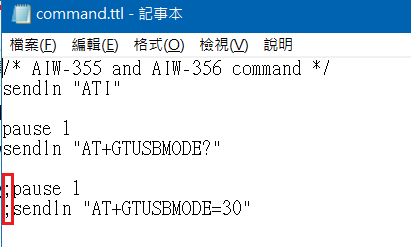 command.ttl - 記事本
檔案(F) 編輯(E) 格式(O) 檢視(V) 說明
/* AIW-355 and AIW-356 command */
sendln "ATI"
pause 1
sendln "AT+GTUSBMODE?"
;pause 1
;sendln "AT+GTUSBMODE=30"